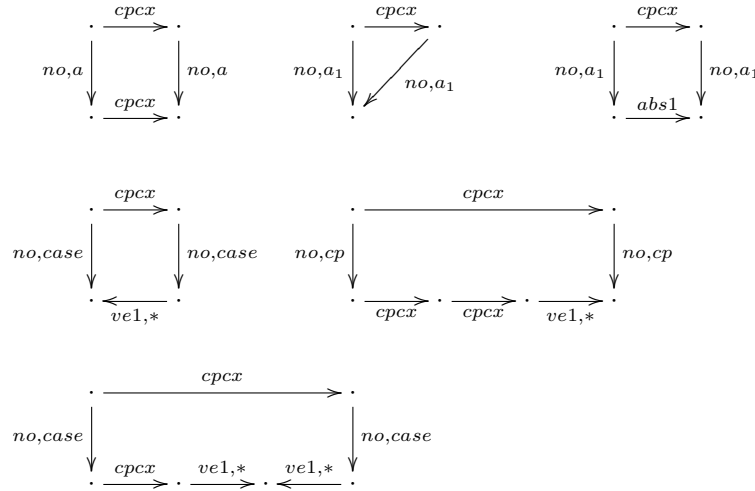 cpcx cpcx cpcx
no,a no,a no,a₁ no,a₁ no,a₁ no,a₁
cpcx abs1
cpcx cpcx
no,case no,case no,cp no,cp
ve1,* cpcx cpcx ve1,*
cpcx
no,case no,case
cpcx ve1,* ve1,*